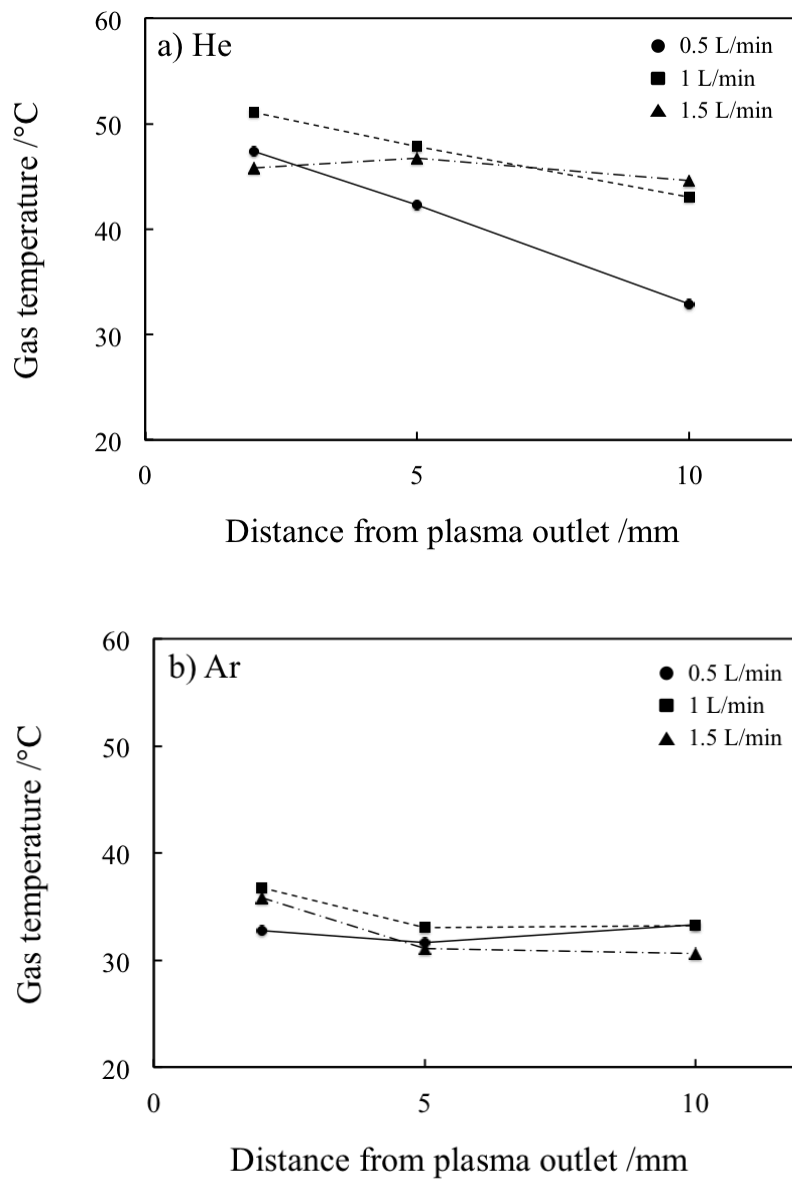 60
a) He
0.5 L/min
1 L/min
1.5 L/min
50
40
30
20
Gas temperature /°C
0
5
10
Distance from plasma outlet /mm
60
b) Ar
0.5 L/min
1 L/min
1.5 L/min
50
40
30
20
Gas temperature /°C
0
5
10
Distance from plasma outlet /mm